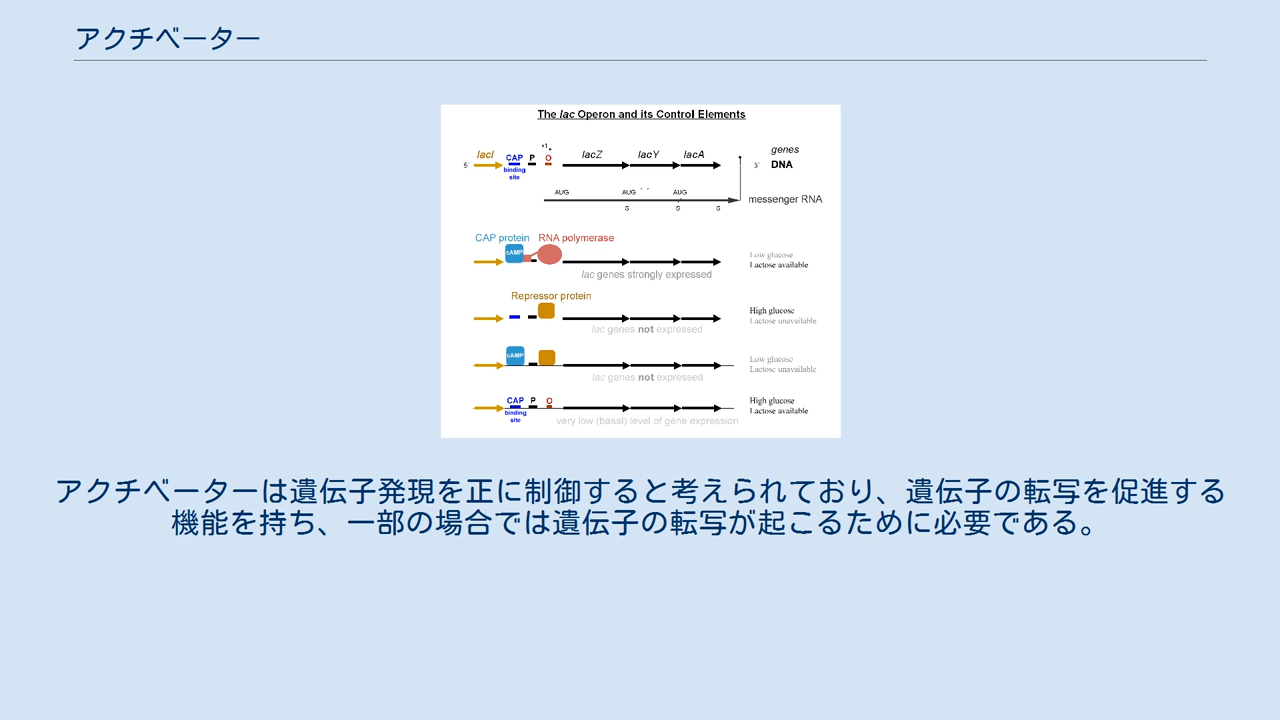 アクチベーター
The lac Operon and its Control Elements
+1
lacI CAP P O lacZ lacY lacA genes
5' 3' DNA
binding
site
AUG AUG AUG
messenger RNA
5' 5' 5'
CAP protein RNA polymerase
cAMP
Low glucose
Lactose available
lac genes strongly expressed
Repressor protein
High glucose
Lactose unavailable
lac genes not expressed
cAMP
Low glucose
Lactose unavailable
lac genes not expressed
CAP P O
High glucose
Lactose available
binding
site
very low (basal) level of gene expression
アクチベーターは遺伝子発現を正に制御すると考えられており、遺伝子の転写を促進する
機能を持ち、一部の場合では遺伝子の転写が起こるために必要である。